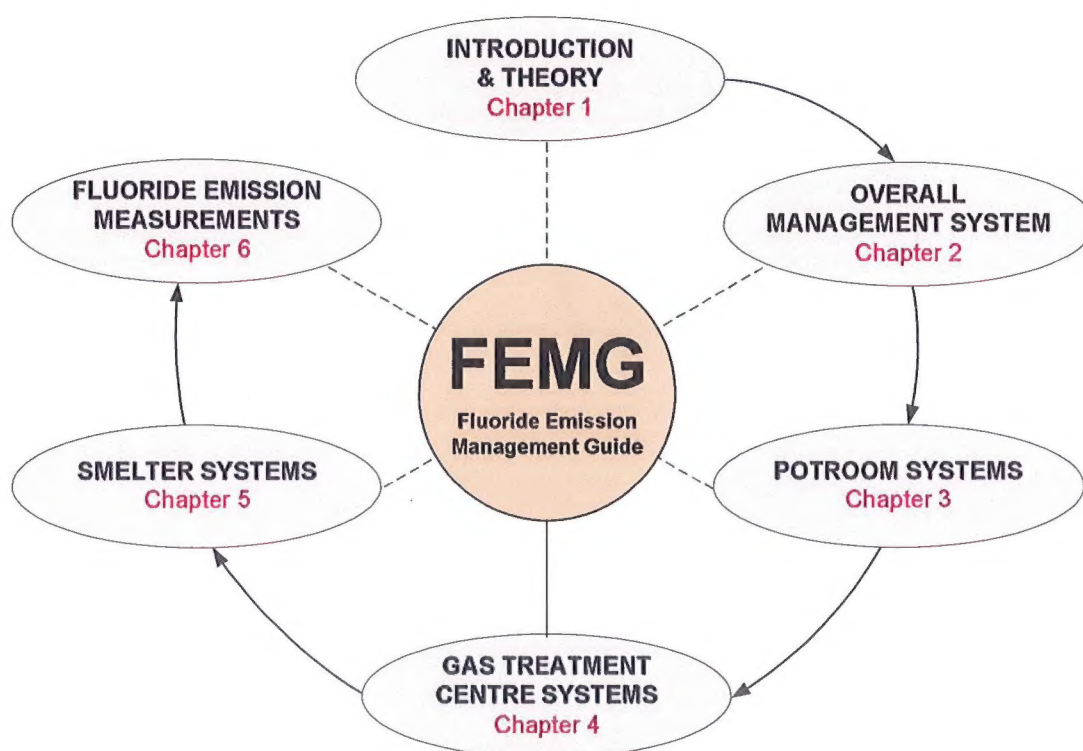 INTRODUCTION
& THEORY
Chapter 1
OVERALL
MANAGEMENT SYSTEM
Chapter 2
POTROOM SYSTEMS
Chapter 3
GAS TREATMENT
CENTRE SYSTEMS
Chapter 4
SMELTER SYSTEMS
Chapter 5
FLUORIDE EMISSION
MEASUREMENTS
Chapter 6
FEMG
Fluoride Emission
Management Guide